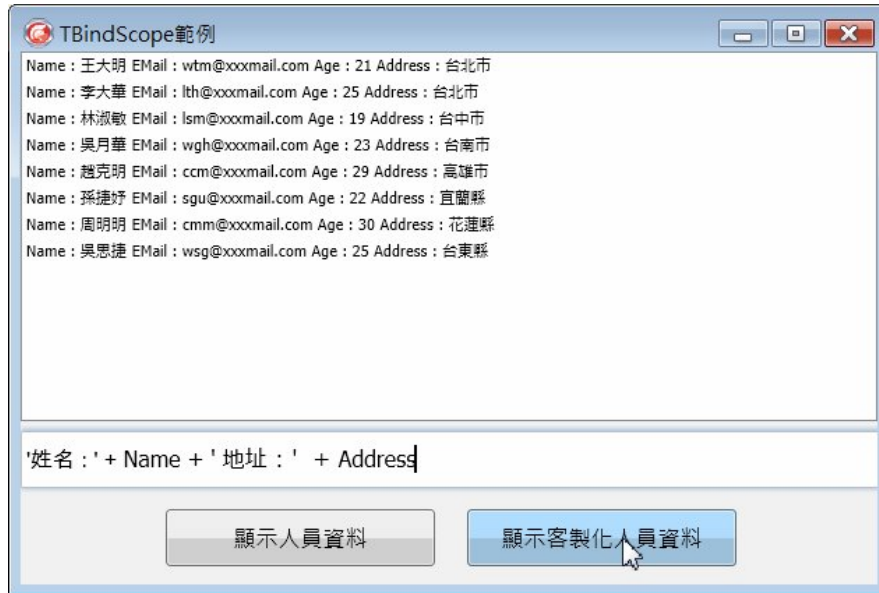 TBindScope範例
Name : 王大明 EMail : wtm@xxxmail.com Age : 21 Address : 台北市
Name : 李大華 EMail : lth@xxxmail.com Age : 25 Address : 台北市
Name : 林淑敏 EMail : lsm@xxxmail.com Age : 19 Address : 台中市
Name : 吳月華 EMail : wgh@xxxmail.com Age : 23 Address : 台南市
Name : 趙克明 EMail : ccm@xxxmail.com Age : 29 Address : 高雄市
Name : 孫捷妤 EMail : sgu@xxxmail.com Age : 22 Address : 宜蘭縣
Name : 周明明 EMail : cmm@xxxmail.com Age : 30 Address : 花蓮縣
Name : 吳思捷 EMail : wsg@xxxmail.com Age : 25 Address : 台東縣
'姓名 : ' + Name + ' 地址 : ' + Address
顯示人員資料
顯示客製化人員資料